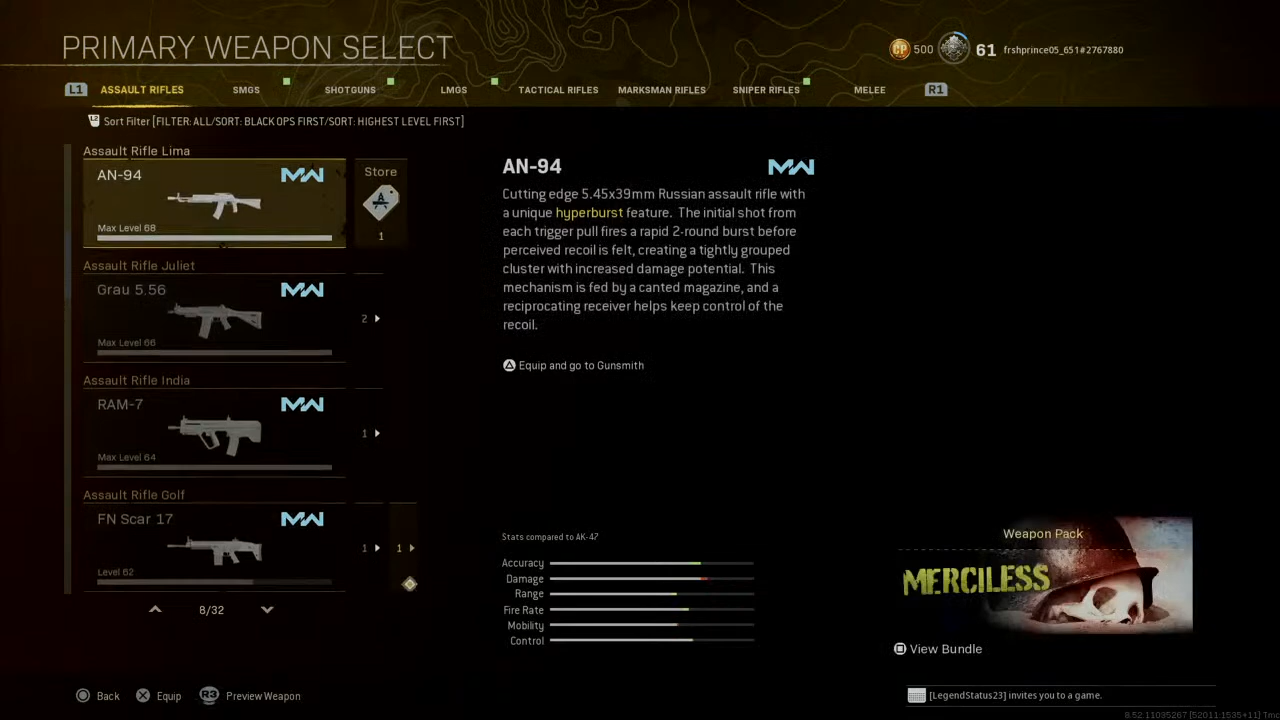 PRIMARY WEAPON SELECT
CP 500 61 frshprince05_651#2767880
L1 ASSAULT RIFLES SMGS SHOTGUNS LMGS TACTICAL RIFLES MARKSMAN RIFLES SNIPER RIFLES MELEE R1
L2 Sort Filter [FILTER: ALL/SORT: BLACK OPS FIRST/SORT: HIGHEST LEVEL FIRST]
Assault Rifle Lima
AN-94 MW
Max Level 68
Store
1
Assault Rifle Juliet
Grau 5.56 MW
2
Max Level 66
Assault Rifle India
RAM-7 MW
1
Max Level 64
Assault Rifle Golf
FN Scar 17 MW
1 1
Level 62
8/32
AN-94 MW
Cutting edge 5.45x39mm Russian assault rifle with
a unique hyperburst feature. The initial shot from
each trigger pull fires a rapid 2-round burst before
perceived recoil is felt, creating a tightly grouped
cluster with increased damage potential. This
mechanism is fed by a canted magazine, and a
reciprocating receiver helps keep control of the
recoil.
Equip and go to Gunsmith
Stats compared to AK-47
Accuracy
Damage
Range
Fire Rate
Mobility
Control
Weapon Pack
MERCILESS
View Bundle
Back Equip R3 Preview Weapon
[LegendStatus23] invites you to a game.